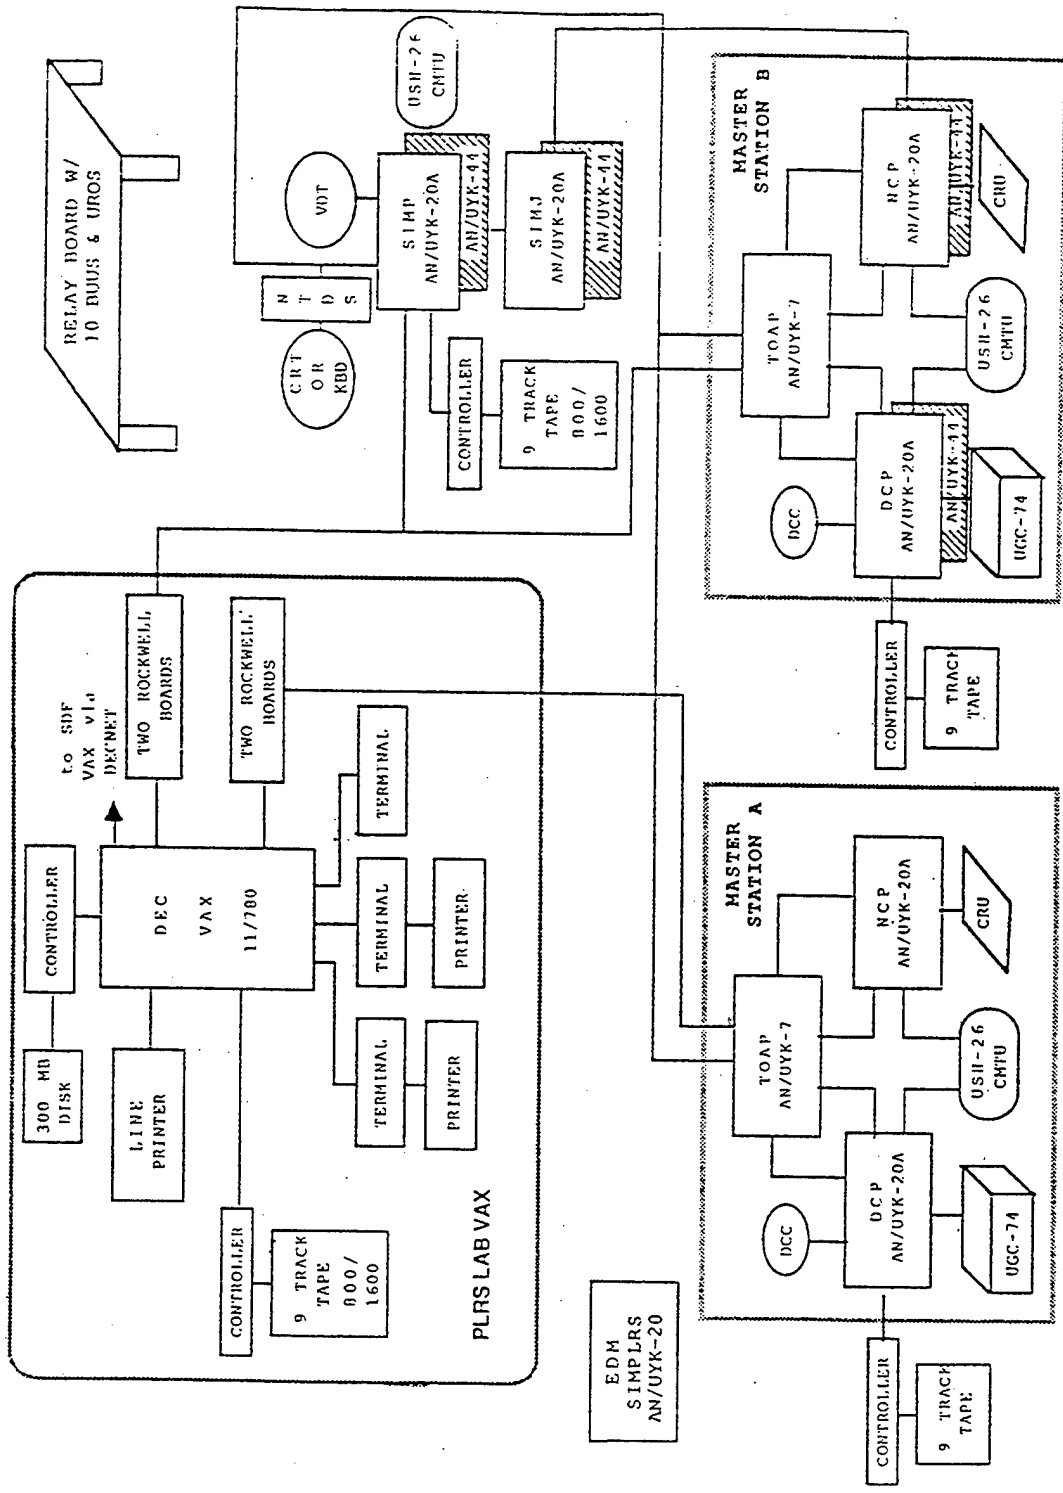 300 MB
DISK
CONTROLLER
to SDF
VAX via
DECNET
LINE
PRINTER
DEC
VAX
11/780
TWO ROCKWELL
BOARDS
TWO ROCKWELL
BOARDS
CONTROLLER
9 TRACK
TAPE
800/
1600
TERMINAL
TERMINAL
TERMINAL
PRINTER
PRINTER
PLRS LAB VAX
RELAY BOARD W/
10 BUUS & UROS
CRT
OR
KBD
N
T
D
S
VDT
USH-26
CMTU
SIMP
AN/UYK-20A
AN/UYK-44
CONTROLLER
9 TRACK
TAPE
800/
1600
SIMJ
AN/UYK-20A
AN/UYK-44
EDM
SIMPLRS
AN/UYK-20
MASTER
STATION A
TOAP
AN/UYK-7
DCC
DCP
AN/UYK-20A
NCP
AN/UYK-20A
CONTROLLER
9 TRACK
TAPE
UGC-74
USH-26
CMTU
CRU
MASTER
STATION B
TOAP
AN/UYK-7
DCC
DCP
AN/UYK-20A
AN/UYK-44
NCP
AN/UYK-20A
AN/UYK-44
CONTROLLER
9 TRACK
TAPE
UGC-74
USH-26
CMTU
CRU